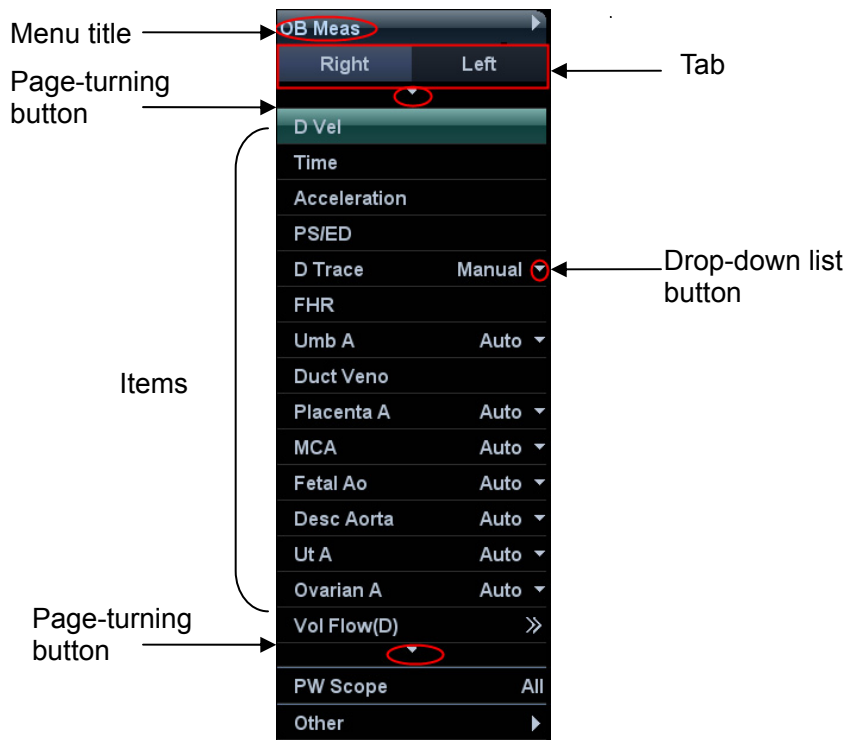 Menu title
OB Meas
Right Left
Tab
Page-turning
button
D Vel
Time
Acceleration
PS/ED
D Trace Manual
Drop-down list
button
FHR
Umb A Auto
Duct Veno
Items
Placenta A Auto
MCA Auto
Fetal Ao Auto
Desc Aorta Auto
Ut A Auto
Ovarian A Auto
Vol Flow(D)
Page-turning
button
PW Scope All
Other